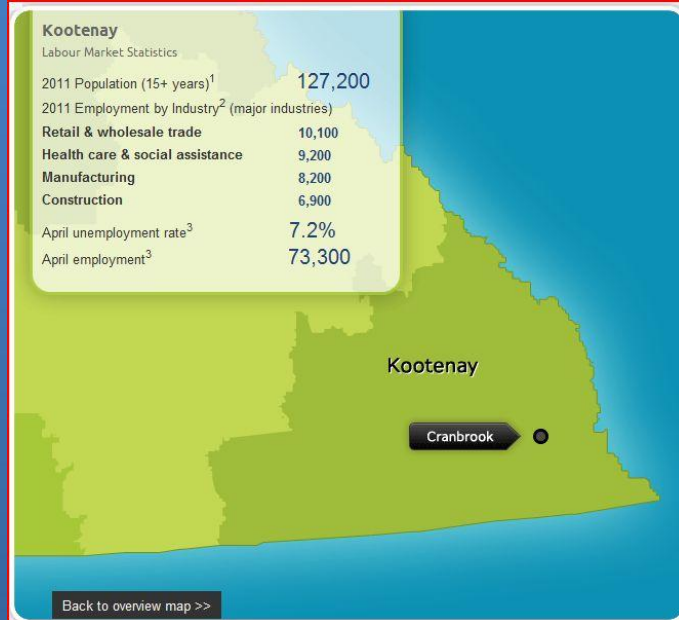 Kootenay
Labour Market Statistics
2011 Population (15+ years)¹ 127,200
2011 Employment by Industry² (major industries)
Retail & wholesale trade 10,100
Health care & social assistance 9,200
Manufacturing 8,200
Construction 6,900
April unemployment rate³ 7.2%
April employment³ 73,300
Kootenay
Cranbrook
Back to overview map >>